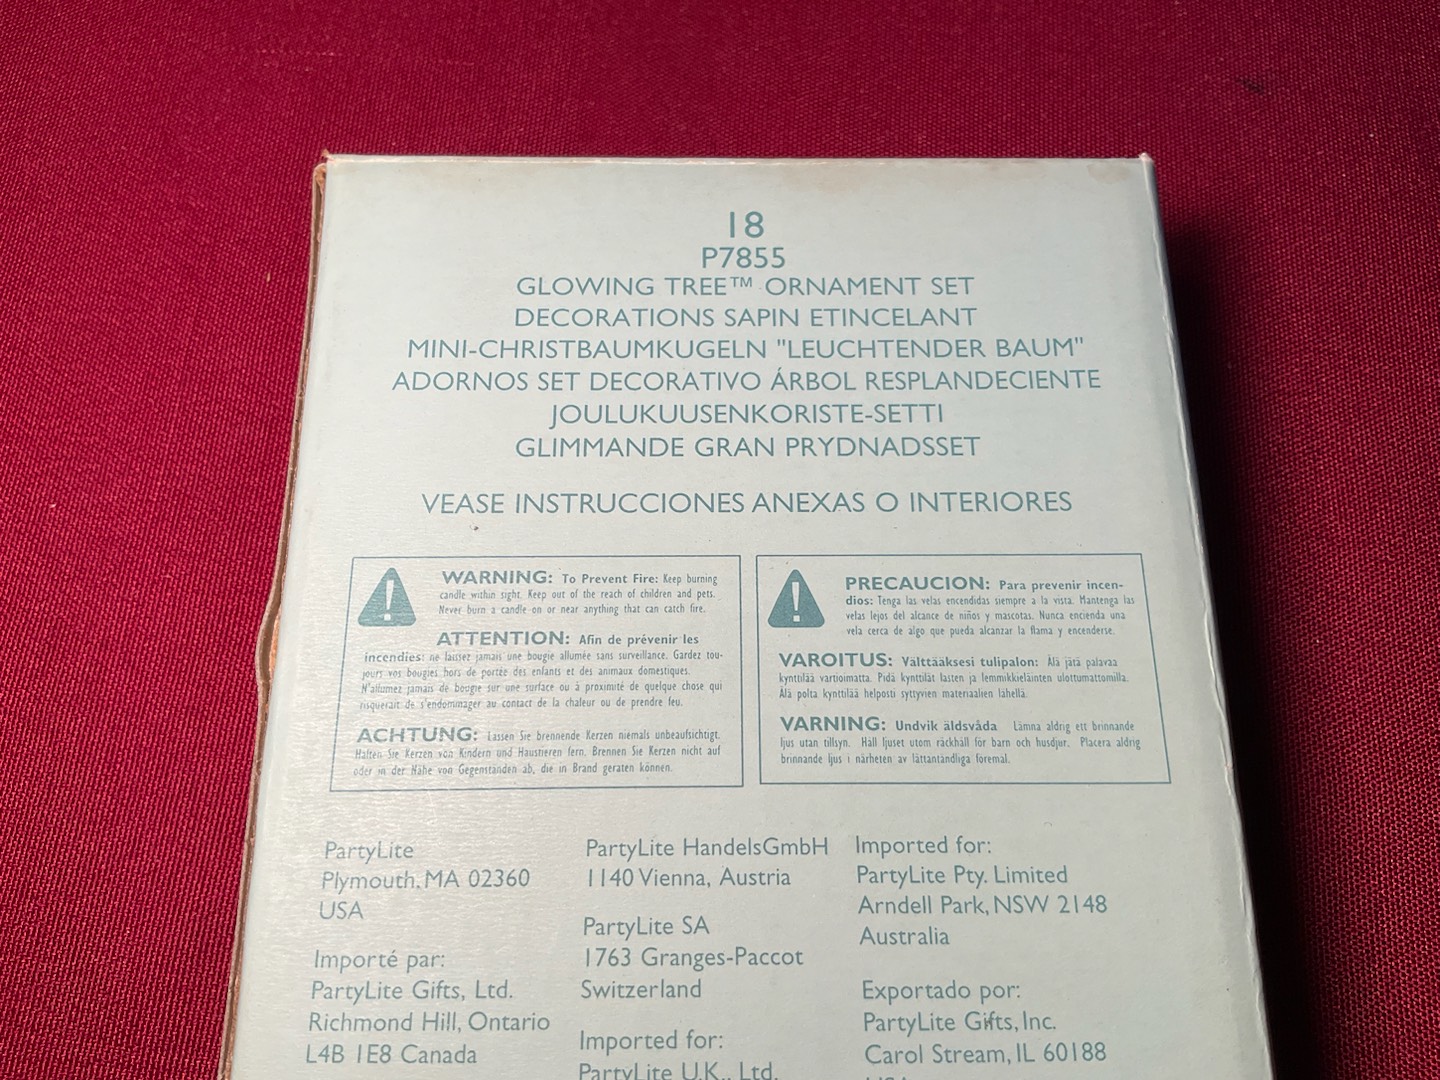 18
P7855
GLOWING TREE™ ORNAMENT SET
DECORATIONS SAPIN ETINCELANT
MINI-CHRISTBAUMKUGELN "LEUCHTENDER BAUM"
ADORNOS SET DECORATIVO ÁRBOL RESPLANDECIENTE
JOULUKUUSENKORISTE-SETTI
GLIMMANDE GRAN PRYDNADSSET
VEASE INSTRUCCIONES ANEXAS O INTERIORES
WARNING: To Prevent Fire: Keep burning
candle within sight. Keep out of the reach of children and pets.
Never burn a candle on or near anything that can catch fire.
ATTENTION: Afin de prévenir les
incendies: ne laissez jamais une bougie allumée sans surveillance. Gardez tou-
jours vos bougies hors de portée des enfants et des animaux domestiques.
N'allumez jamais de bougie sur une surface ou à proximité de quelque chose qui
risquerait de s'endommager au contact de la chaleur ou de prendre feu.
ACHTUNG: Lassen Sie brennende Kerzen niemals unbeaufsichtigt.
Halten Sie Kerzen von Kindern und Haustieren fern. Brennen Sie Kerzen nicht auf
oder in der Nähe von Gegenständen ab, die in Brand geraten können.
PRECAUCION: Para prevenir incen-
dios: Tenga las velas encendidas siempre a la vista. Mantenga las
velas lejos del alcance de niños y mascotas. Nunca encienda una
vela cerca de algo que pueda alcanzar la flama y encenderse.
VAROITUS: Välttääksesi tulipalon: Älä jätä palavaa
kynttilää vartioimatta. Pidä kynttilät lasten ja lemmikkieläinten ulottumattomilla.
Älä polta kynttilää helposti syttyvien materiaalien lähellä.
VARNING: Undvik äldsvåda Lämna aldrig ett brinnande
ljus utan tillsyn. Häll ljuset utom räckhåll för barn och husdjur. Placera aldrig
brinnande ljus i närheten av lättantändliga föremal.
PartyLite
Plymouth, MA 02360
USA
Importé par:
PartyLite Gifts, Ltd.
Richmond Hill, Ontario
L4B 1E8 Canada
PartyLite HandelsGmbH
1140 Vienna, Austria
PartyLite SA
1763 Granges-Paccot
Switzerland
Imported for:
PartyLite U.K., Ltd.
Imported for:
PartyLite Pty. Limited
Arndell Park, NSW 2148
Australia
Exportado por:
PartyLite Gifts, Inc.
Carol Stream, IL 60188